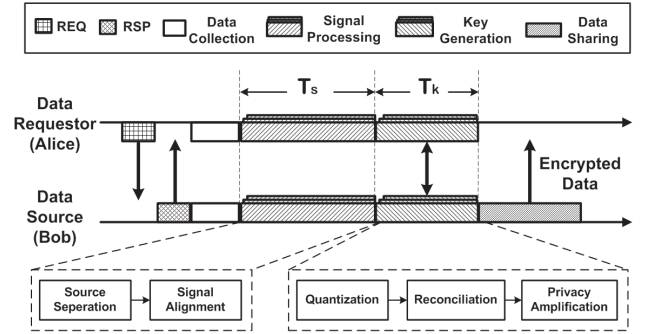 REQ
RSP
Data
Collection
Signal
Processing
Key
Generation
Data
Sharing
Ts
Tk
Data
Requestor
(Alice)
Encrypted
Data
Data
Source
(Bob)
Source
Seperation
Signal
Alignment
Quantization
Reconciliation
Privacy
Amplification